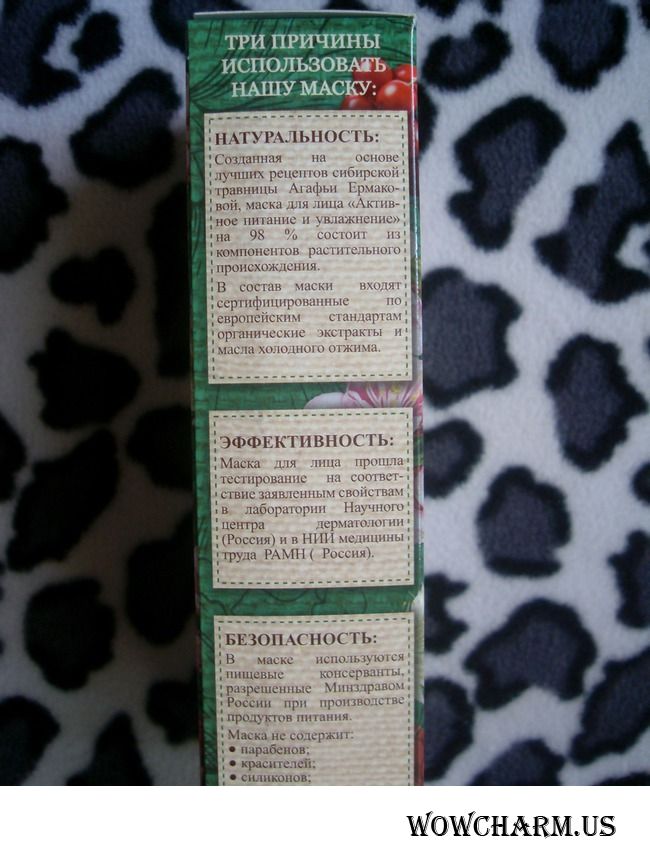 ТРИ ПРИЧИНЫ
ИСПОЛЬЗОВАТЬ
НАШУ МАСКУ:
НАТУРАЛЬНОСТЬ:
Созданная на основе
лучших рецептов сибирской
травницы Агафьи Ермако-
вой, маска для лица «Актив-
ное питание и увлажнение»
на 98 % состоит из
компонентов растительного
происхождения.
В состав маски входят
сертифицированные по
европейским стандартам
органические экстракты и
масла холодного отжима.
ЭФФЕКТИВНОСТЬ:
Маска для лица прошла
тестирование на соответ-
ствие заявленным свойствам
в лаборатории Научного
центра дерматологии
(Россия) и в НИИ медицины
труда РАМН ( Россия).
БЕЗОПАСНОСТЬ:
В маске используются
пищевые консерванты,
разрешенные Минздравом
России при производстве
продуктов питания.
Маска не содержит:
● парабенов;
● красителей;
● силиконов;
WOWCHARM.US